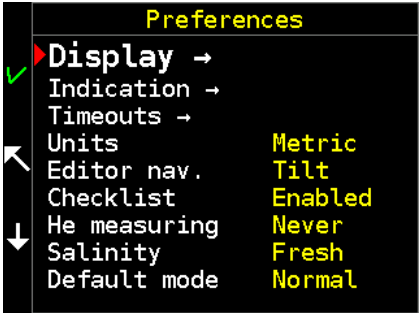 Preferences
Display →
Indication →
Timeouts →
Units Metric
Editor nav. Tilt
Checklist Enabled
He measuring Never
Salinity Fresh
Default mode Normal